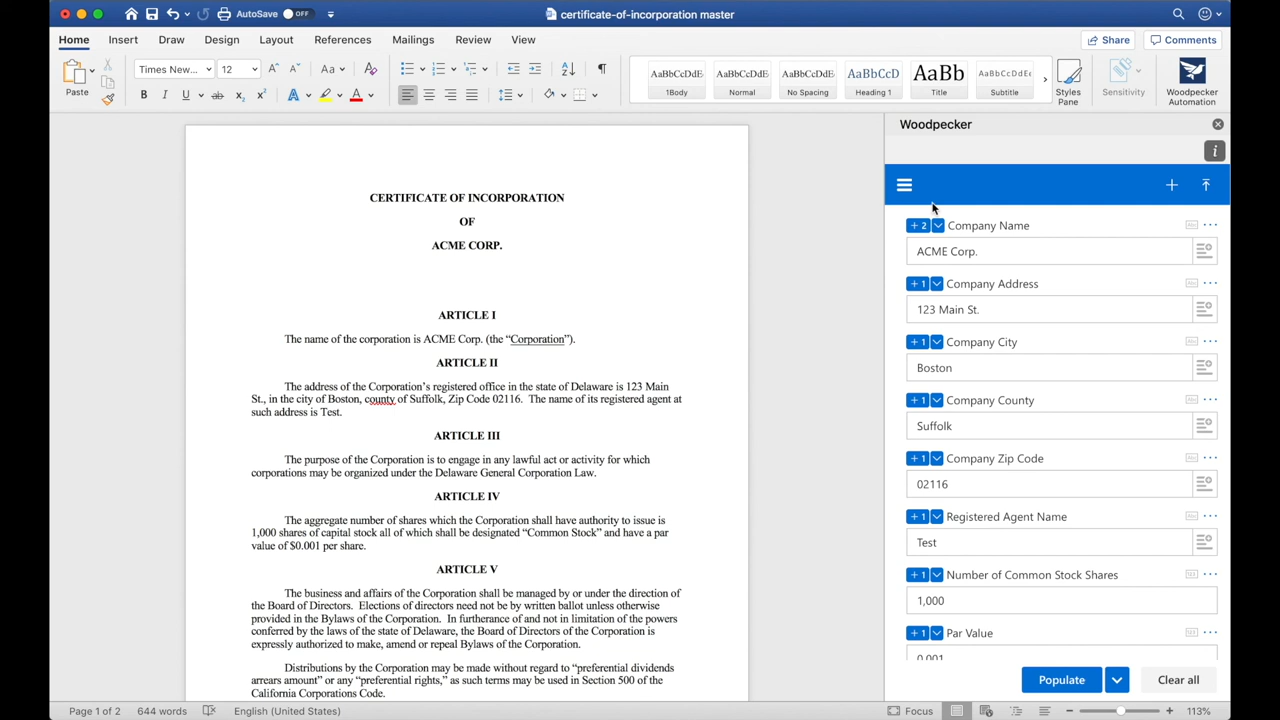 AutoSave OFF
certificate-of-incorporation master
Home Insert Draw Design Layout References Mailings Review View
Share Comments
Paste
Times New... 12
Aa
B I U ab x2 x2 A A
AaBbCcDdE AaBbCcDdE AaBbCcDdE AaBbCcD AaBb AaBbCcDdE
1Body Normal No Spacing Heading 1 Title Subtitle
Styles Pane
Sensitivity
Woodpecker Automation
Woodpecker
CERTIFICATE OF INCORPORATION
OF
ACME CORP.
ARTICLE I
The name of the corporation is ACME Corp. (the “Corporation”).
ARTICLE II
The address of the Corporation’s registered office in the state of Delaware is 123 Main
St., in the city of Boston, county of Suffolk, Zip Code 02116. The name of its registered agent at
such address is Test.
ARTICLE III
The purpose of the Corporation is to engage in any lawful act or activity for which
corporations may be organized under the Delaware General Corporation Law.
ARTICLE IV
The aggregate number of shares which the Corporation shall have authority to issue is
1,000 shares of capital stock all of which shall be designated “Common Stock” and have a par
value of $0.001 per share.
ARTICLE V
The business and affairs of the Corporation shall be managed by or under the direction of
the Board of Directors. Elections of directors need not be by written ballot unless otherwise
provided in the Bylaws of the Corporation. In furtherance of and not in limitation of the powers
conferred by the laws of the state of Delaware, the Board of Directors of the Corporation is
expressly authorized to make, amend or repeal Bylaws of the Corporation.
Distributions by the Corporation may be made without regard to “preferential dividends
arrears amount” or any “preferential rights,” as such terms may be used in Section 500 of the
California Corporations Code.
+ 2 Company Name
ACME Corp.
+ 1 Company Address
123 Main St.
+ 1 Company City
Boston
+ 1 Company County
Suffolk
+ 1 Company Zip Code
02116
+ 1 Registered Agent Name
Test
+ 1 Number of Common Stock Shares
1,000
+ 1 Par Value
0.001
Populate Clear all
Page 1 of 2 644 words English (United States) Focus 113%